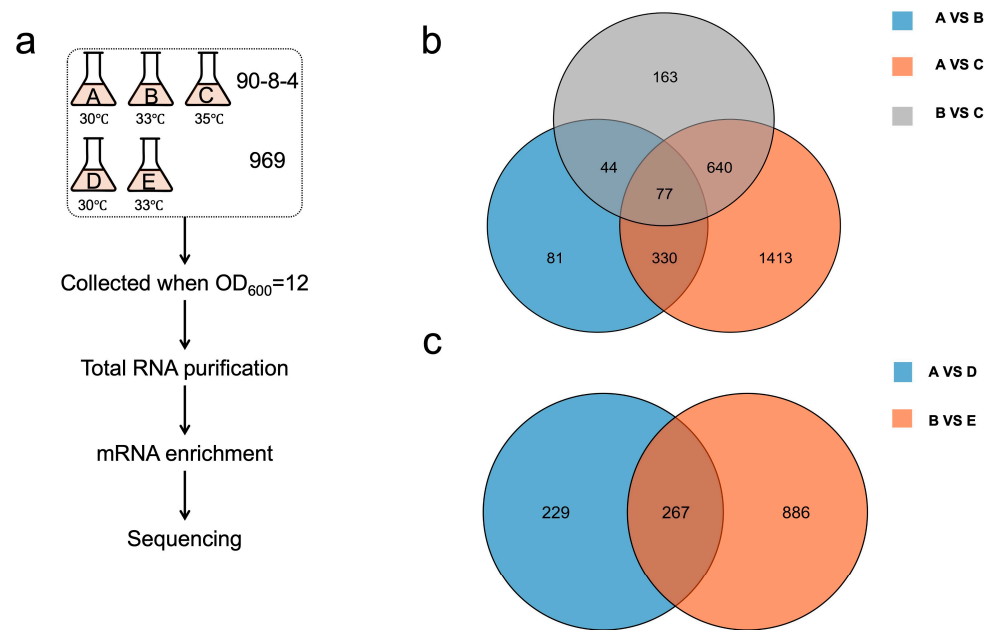 a
A B C 90-8-4
30℃ 33℃ 35℃
D E 969
30℃ 33℃
Collected when OD₆₀₀=12
Total RNA purification
mRNA enrichment
Sequencing
b
A VS B
A VS C
B VS C
163
44
640
77
81
330
1413
c
A VS D
B VS E
229
267
886